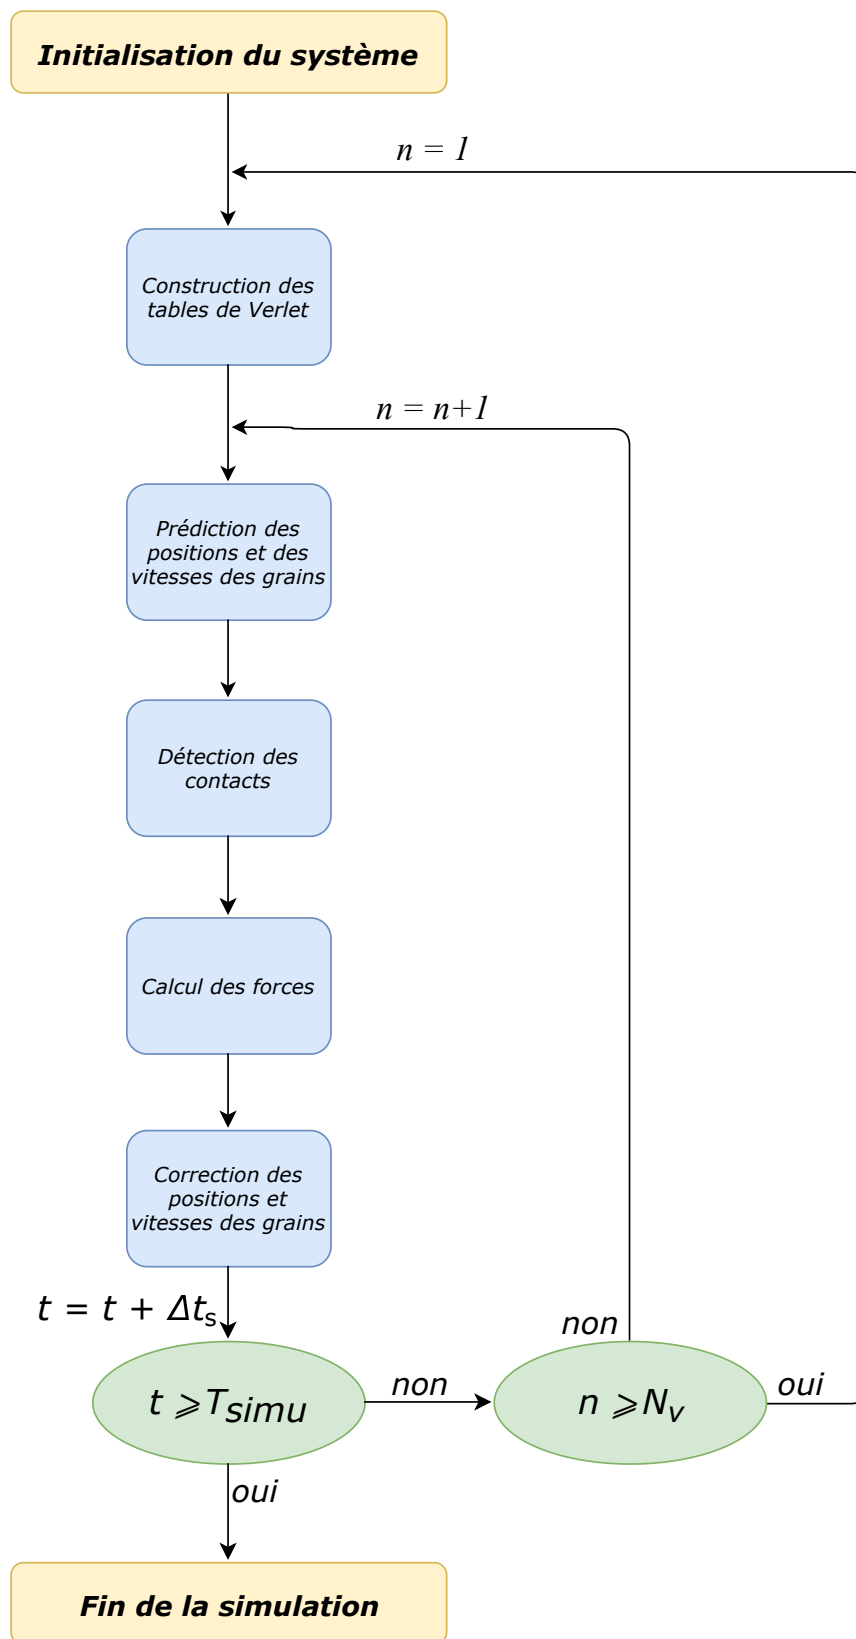 Initialisation du système
n = 1
Construction des
tables de Verlet
n = n+1
Prédiction des
positions et des
vitesses des grains
Détection des
contacts
Calcul des forces
Correction des
positions et
vitesses des grains
t = t + Δts
non
t ⩾ Tsimu
non
n ⩾ Nv
oui
oui
Fin de la simulation